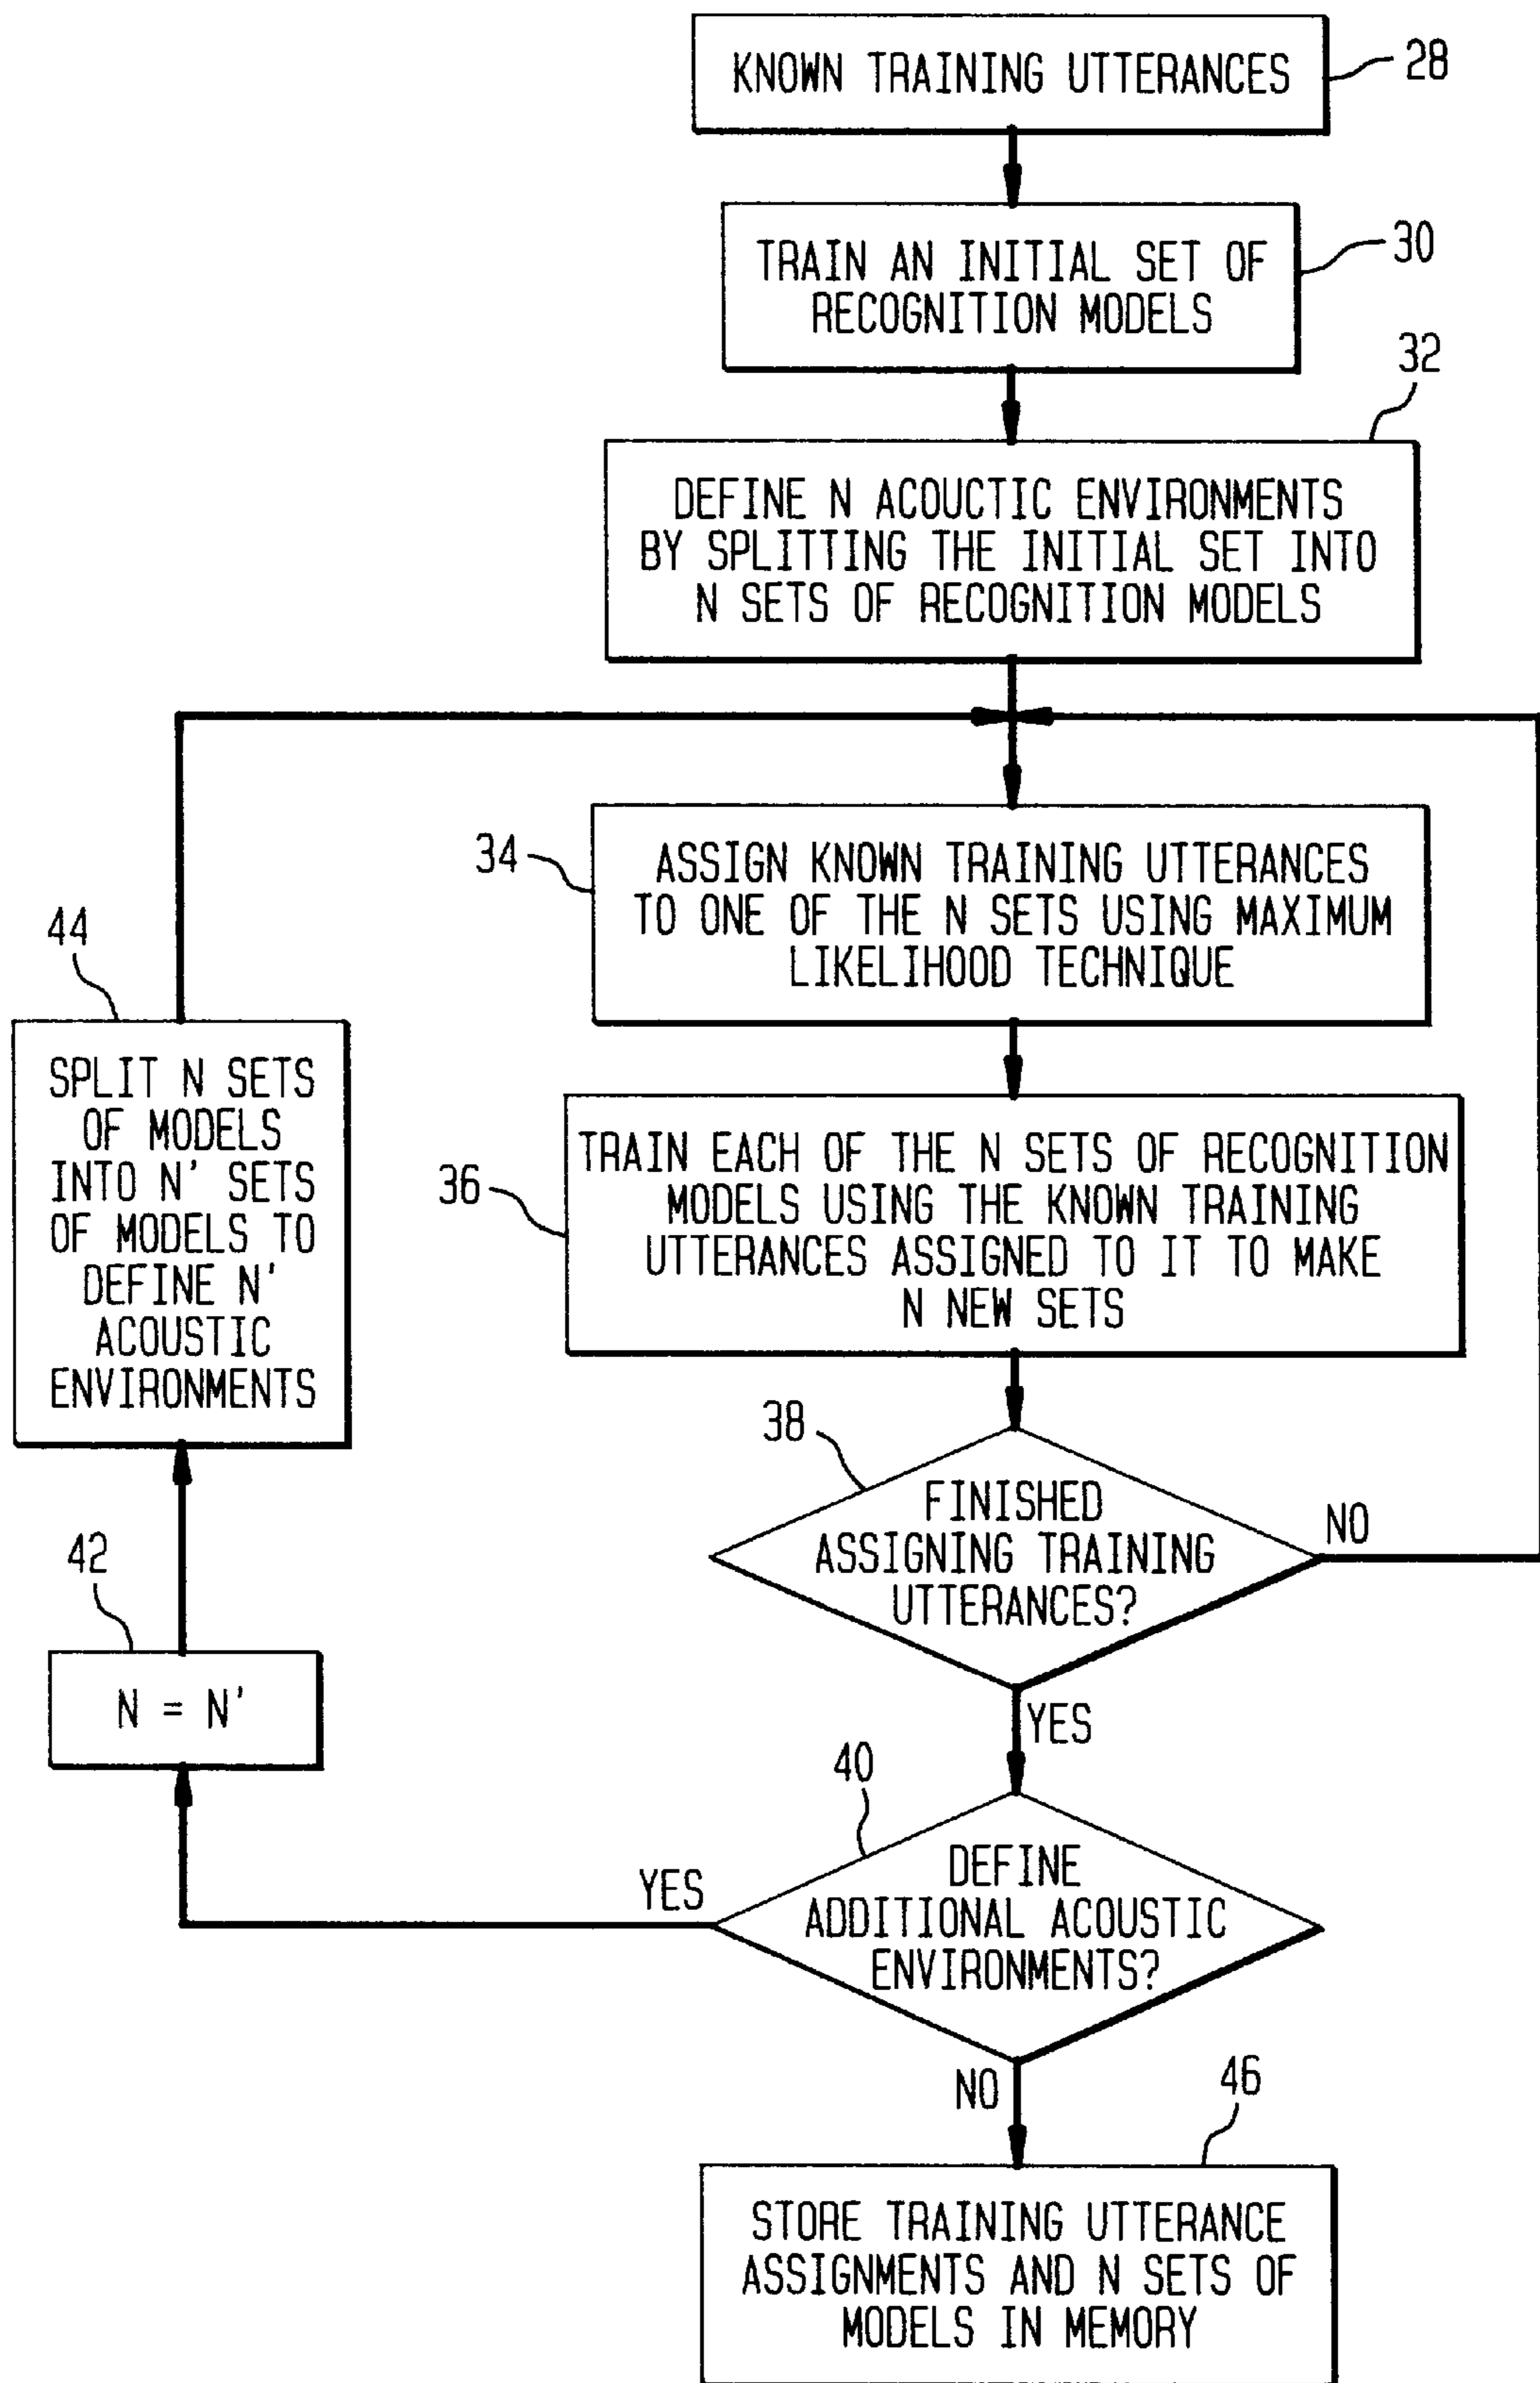 KNOWN TRAINING UTTERANCES
28
TRAIN AN INITIAL SET OF
RECOGNITION MODELS
30
32
DEFINE N ACOUCTIC ENVIRONMENTS
BY SPLITTING THE INITIAL SET INTO
N SETS OF RECOGNITION MODELS
34
ASSIGN KNOWN TRAINING UTTERANCES
TO ONE OF THE N SETS USING MAXIMUM
LIKELIHOOD TECHNIQUE
44
SPLIT N SETS
OF MODELS
INTO N' SETS
OF MODELS TO
DEFINE N'
ACOUSTIC
ENVIRONMENTS
36
TRAIN EACH OF THE N SETS OF RECOGNITION
MODELS USING THE KNOWN TRAINING
UTTERANCES ASSIGNED TO IT TO MAKE
N NEW SETS
38
FINISHED
ASSIGNING TRAINING
UTTERANCES?
NO
42
N = N'
YES
40
DEFINE
ADDITIONAL ACOUSTIC
ENVIRONMENTS?
YES
NO
46
STORE TRAINING UTTERANCE
ASSIGNMENTS AND N SETS OF
MODELS IN MEMORY